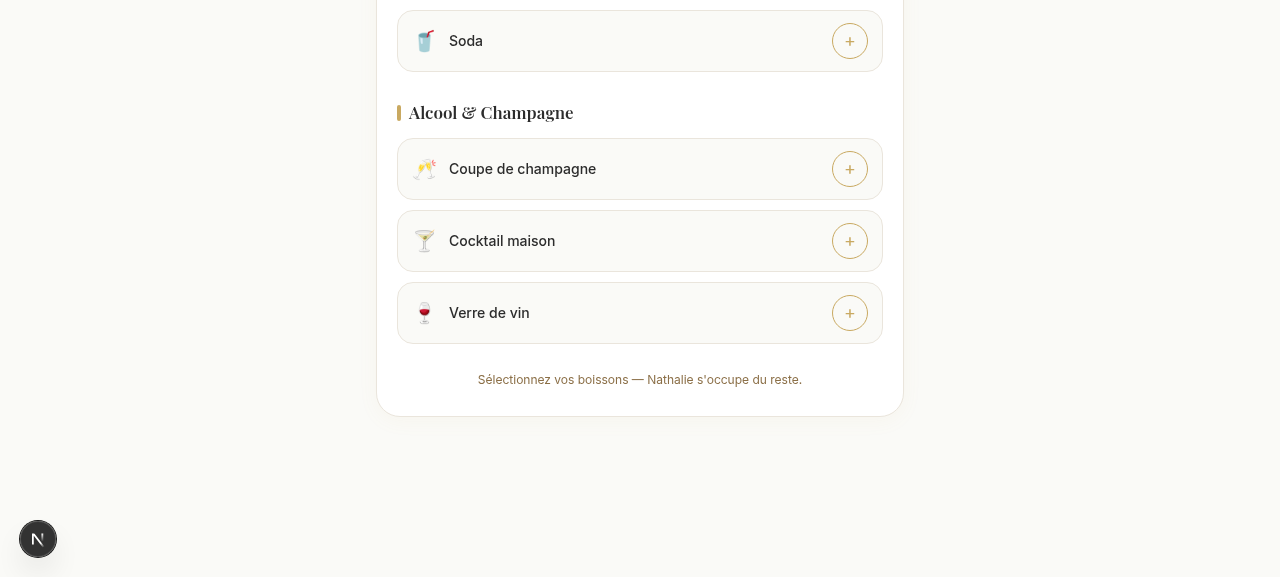 Soda
+
Alcool & Champagne
Coupe de champagne
+
Cocktail maison
+
Verre de vin
+
Sélectionnez vos boissons — Nathalie s'occupe du reste.
N